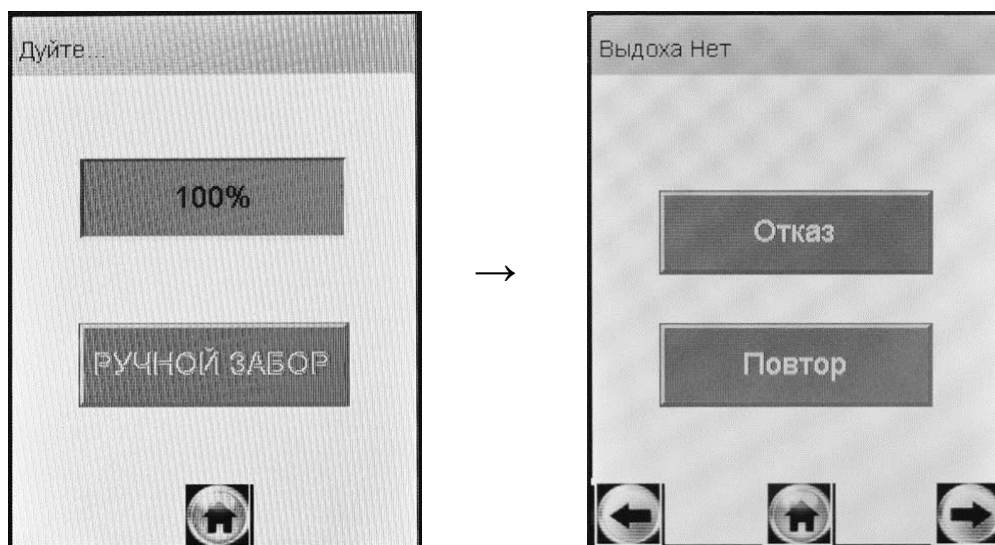 Дуйте...
100%
РУЧНОЙ ЗАБОР
→
Выдоха Нет
Отказ
Повтор